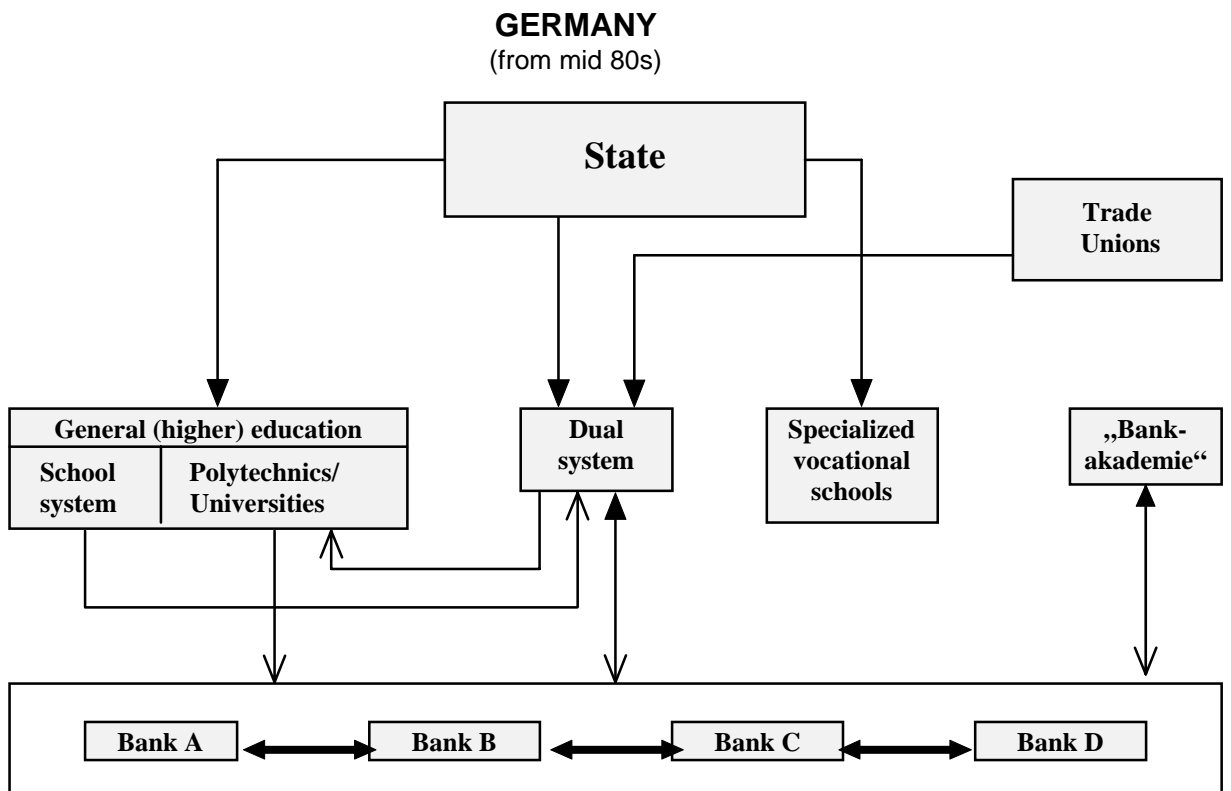 GERMANY
(from mid 80s)
State
Trade
Unions
General (higher) education
School
system
Polytechnics/
Universities
Dual
system
Specialized
vocational
schools
„Bank-
akademie“
Bank A
Bank B
Bank C
Bank D